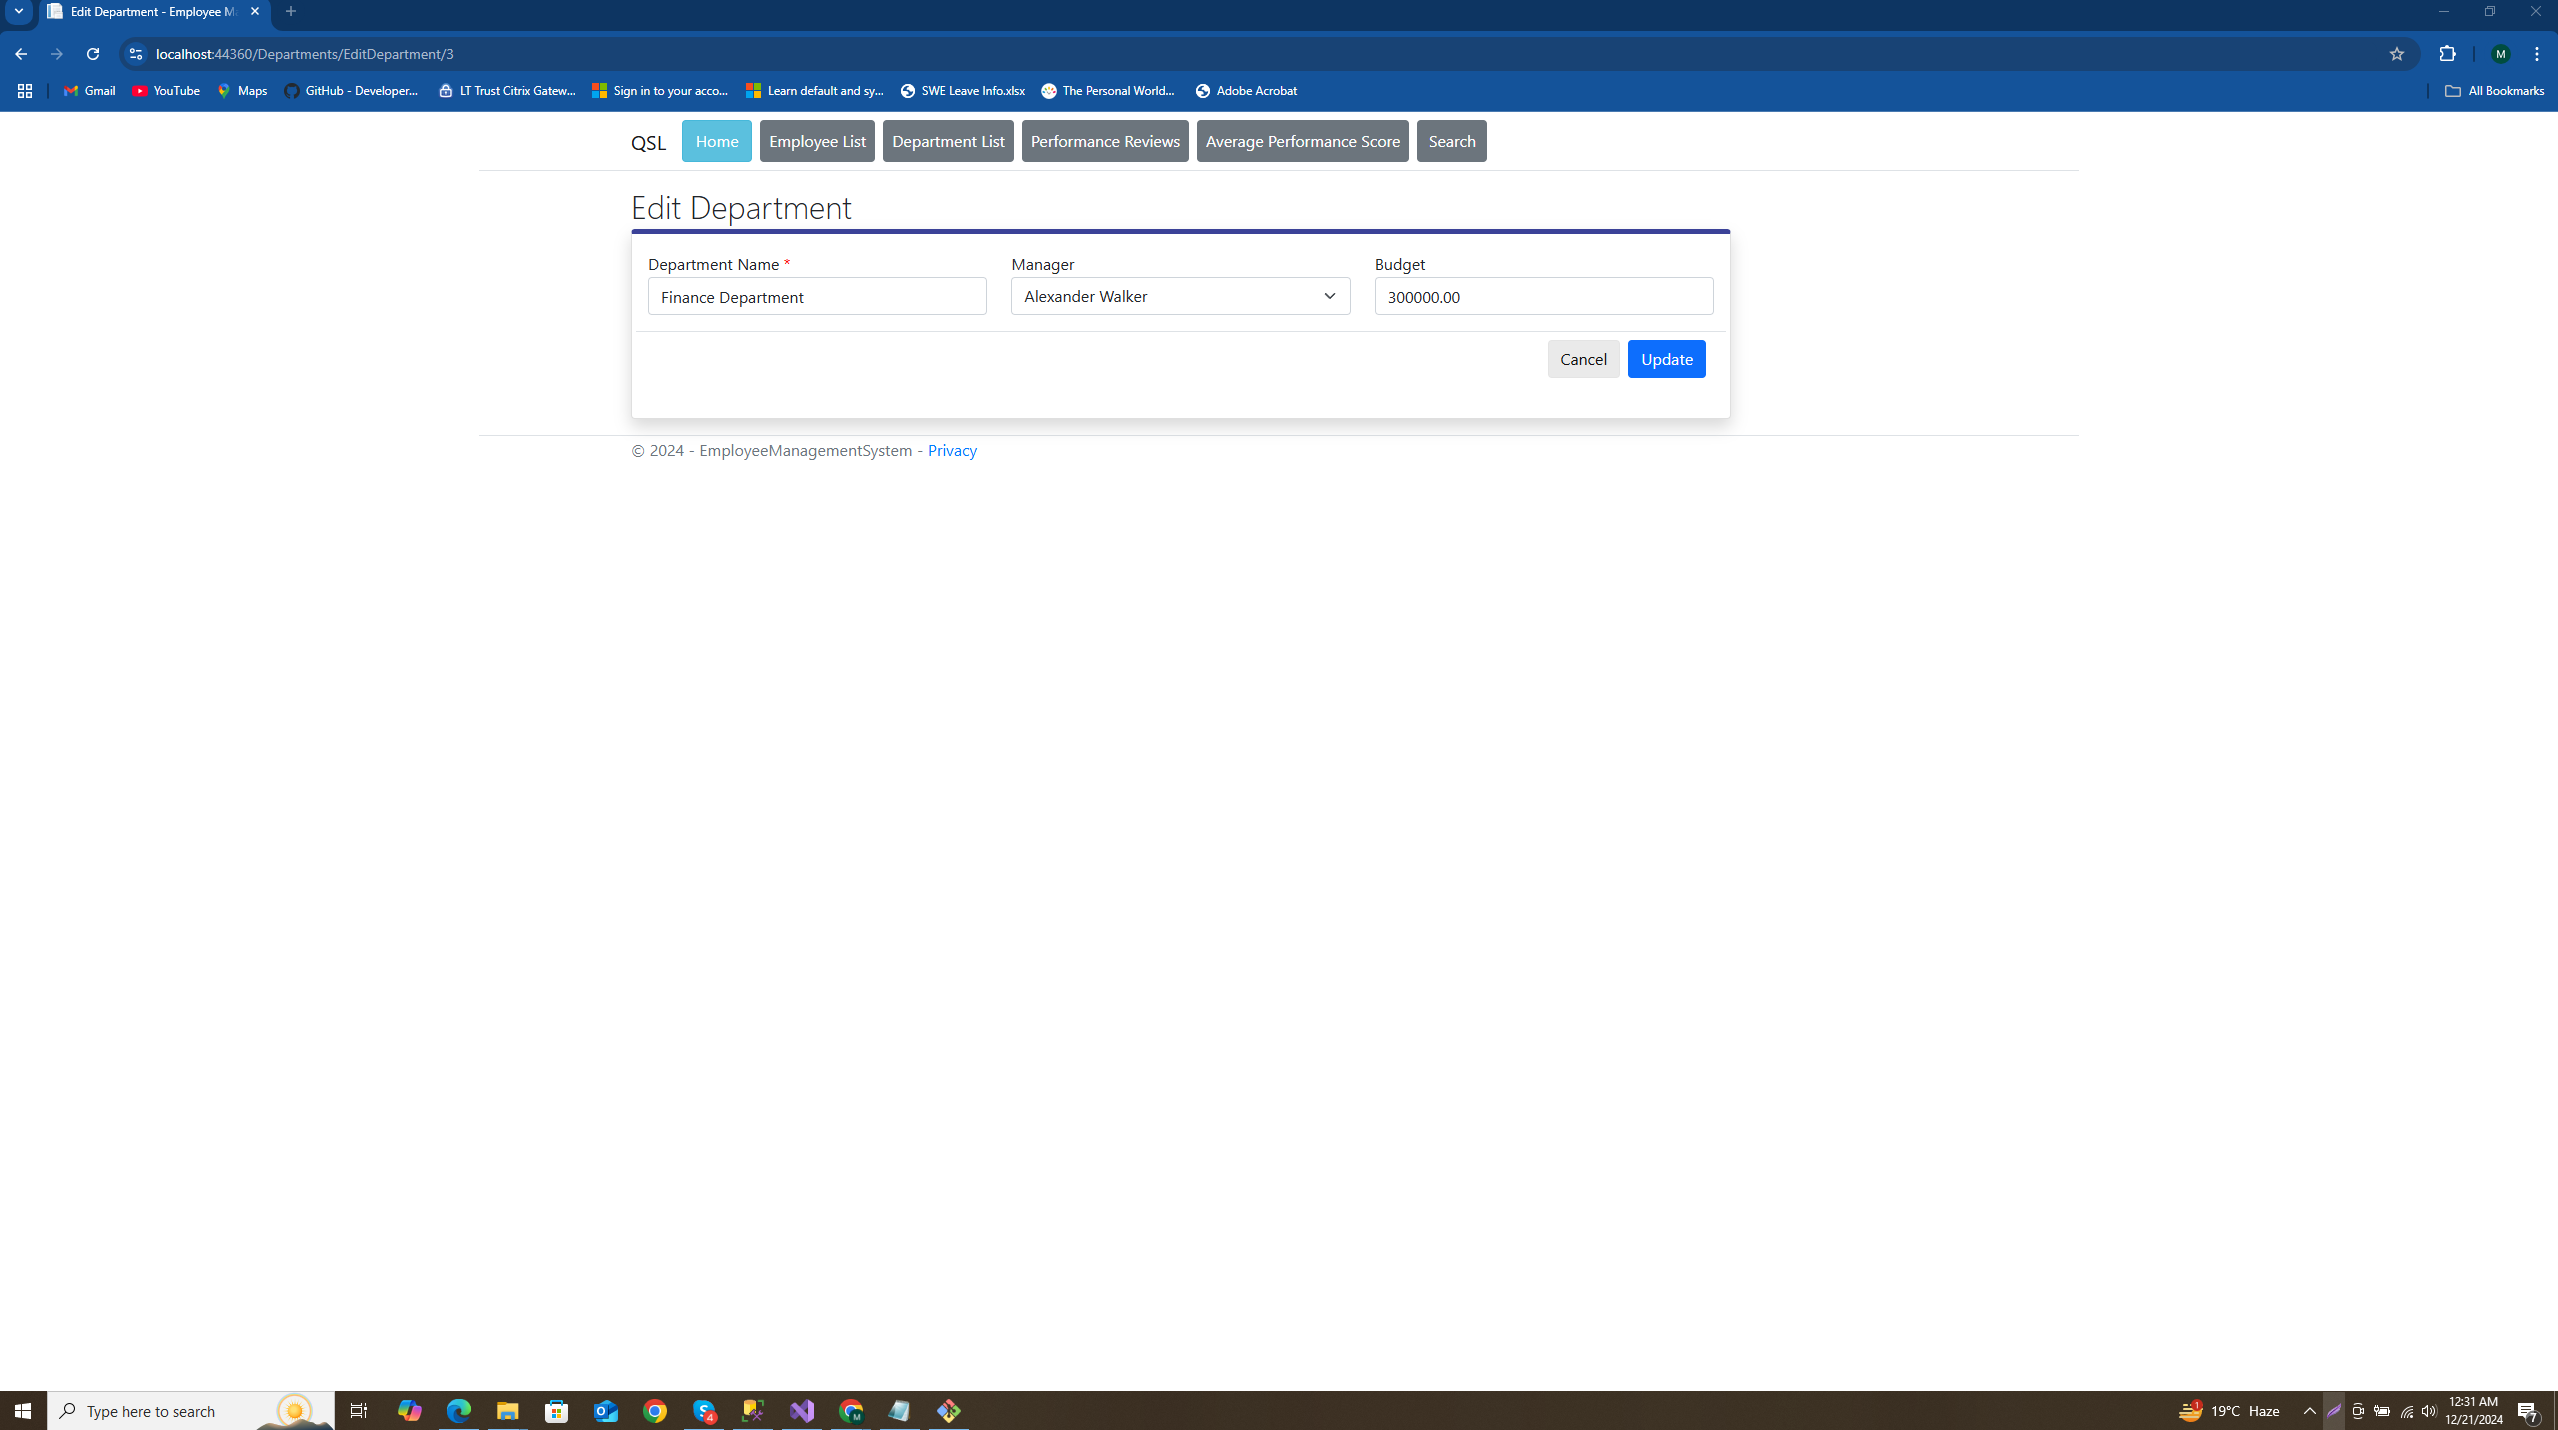 Edit Department - Employee M
localhost:44360/Departments/EditDepartment/3
M
Gmail
YouTube
Maps
GitHub - Developer...
LT Trust Citrix Gatew...
Sign in to your acco...
Learn default and sy...
SWE Leave Info.xlsx
The Personal World...
Adobe Acrobat
All Bookmarks
QSL
Home
Employee List
Department List
Performance Reviews
Average Performance Score
Search
Edit Department
Department Name *
Manager
Budget
Finance Department
Alexander Walker
300000.00
Cancel
Update
© 2024 - EmployeeManagementSystem - Privacy
Type here to search
4
M
1
19°C Haze
12:31 AM
12/21/2024
7